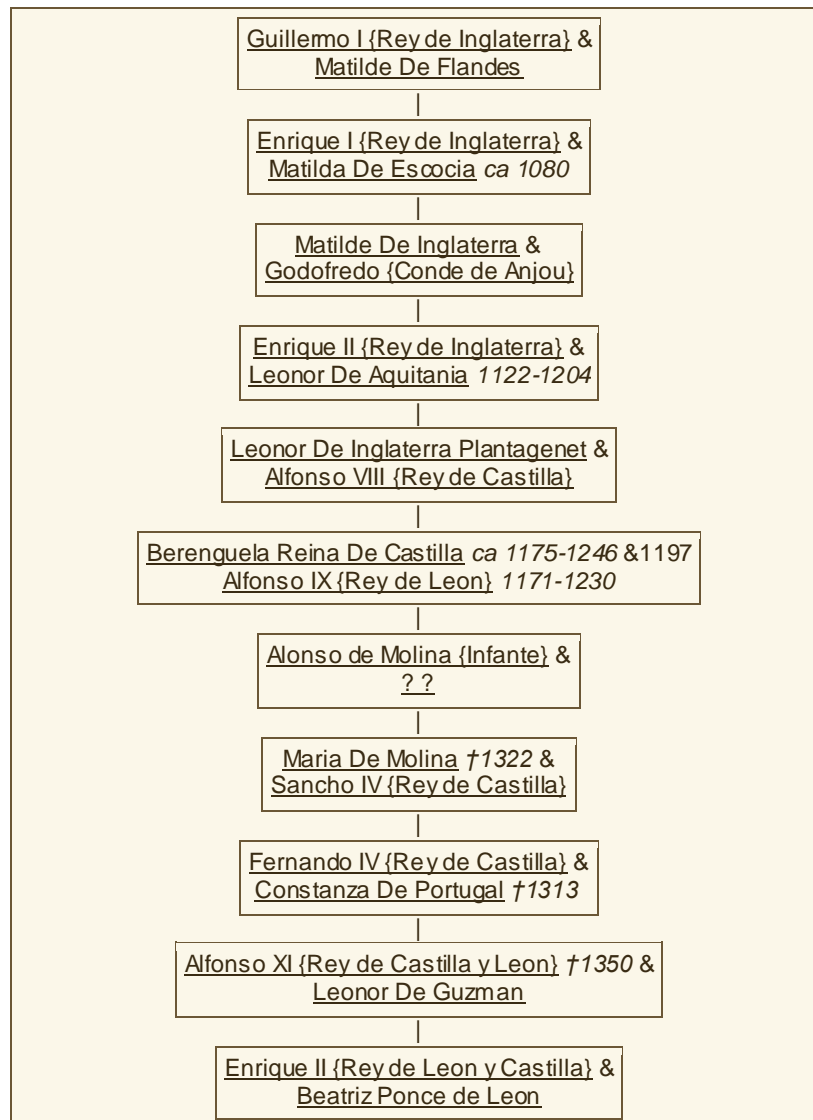 Guillermo I {Rey de Inglaterra} &
Matilde De Flandes
|
Enrique I {Rey de Inglaterra} &
Matilda De Escocia ca 1080
|
Matilde De Inglaterra &
Godofredo {Conde de Anjou}
|
Enrique II {Rey de Inglaterra} &
Leonor De Aquitania 1122-1204
|
Leonor De Inglaterra Plantagenet &
Alfonso VIII {Rey de Castilla}
|
Berenguela Reina De Castilla ca 1175-1246 &1197
Alfonso IX {Rey de Leon} 1171-1230
|
Alonso de Molina {Infante} &
? ?
|
Maria De Molina †1322 &
Sancho IV {Rey de Castilla}
|
Fernando IV {Rey de Castilla} &
Constanza De Portugal †1313
|
Alfonso XI {Rey de Castilla y Leon} †1350 &
Leonor De Guzman
|
Enrique II {Rey de Leon y Castilla} &
Beatriz Ponce de Leon